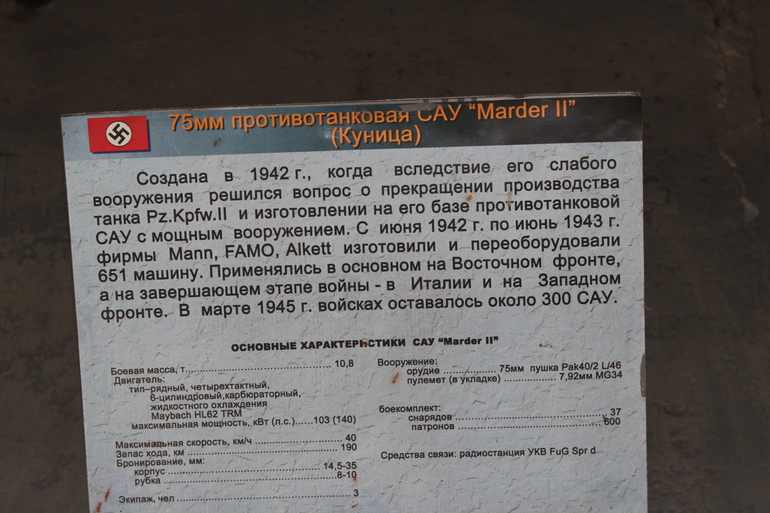 75мм противотанковая САУ “Marder II”
(Куница)
Создана в 1942 г., когда вследствие его слабого
вооружения решился вопрос о прекращении производства
танка Pz.Kpfw.II и изготовлении на его базе противотанковой
САУ с мощным вооружением. С июня 1942 г. по июнь 1943 г.
фирмы Mann, FAMO, Alkett изготовили и переоборудовали
651 машину. Применялись в основном на Восточном фронте,
а на завершающем этапе войны - в Италии и на Западном
фронте. В марте 1945 г. войсках оставалось около 300 САУ.
ОСНОВНЫЕ ХАРАКТЕРИСТИКИ САУ “Marder II”
Боевая масса, т. 10,8
Двигатель:
тип–рядный, четырехтактный,
6-цилиндровый,карбюраторный,
жидкостного охлаждения
Maybach HL62 TRM
максимальная мощность, кВт (л.с.)......103 (140)
Максимальная скорость, км/ч 40
Запас хода, км 190
Бронирование, мм:
корпус 14,5-35
рубка 8-10
Экипаж, чел 3
Вооружение:
орудие 75мм пушка Pak40/2 L/46
пулемет (в укладке) 7,92мм MG34
боекомплект:
снарядов 37
патронов 600
Средства связи: радиостанция УКВ FuG Spr d